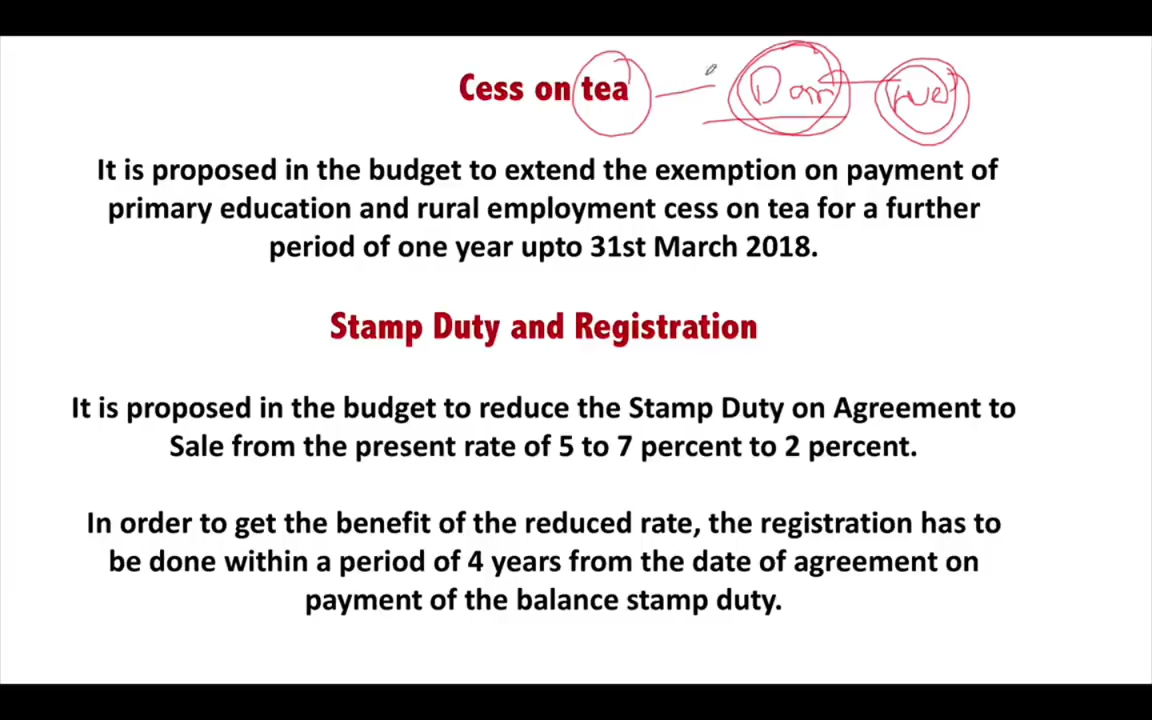 Cess on tea
It is proposed in the budget to extend the exemption on payment of
primary education and rural employment cess on tea for a further
period of one year upto 31st March 2018.
Stamp Duty and Registration
It is proposed in the budget to reduce the Stamp Duty on Agreement to
Sale from the present rate of 5 to 7 percent to 2 percent.
In order to get the benefit of the reduced rate, the registration has to
be done within a period of 4 years from the date of agreement on
payment of the balance stamp duty.